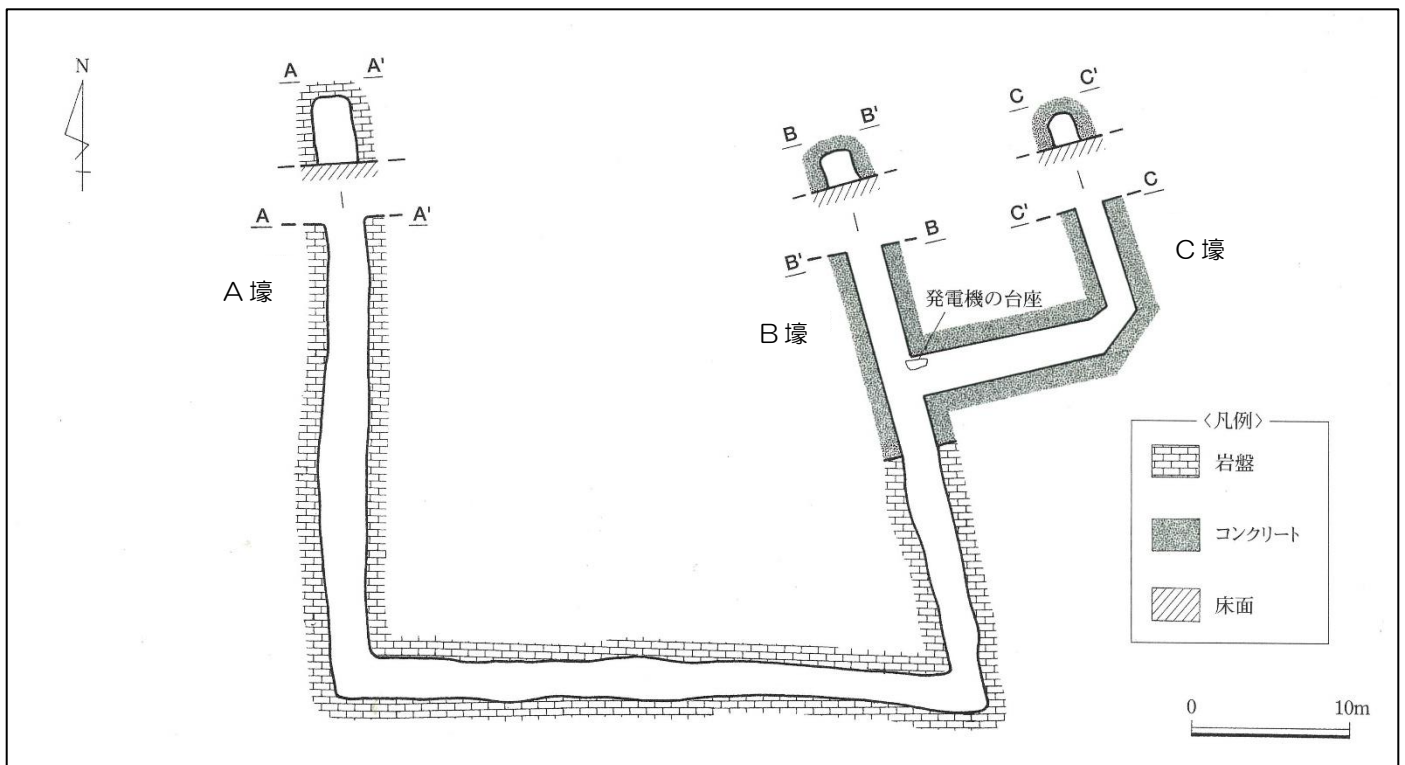 N
A A'
B B'
C C'
A A'
B' B
C' C
A壕
B壕
C壕
発電機の台座
〈凡例〉
岩盤
コンクリート
床面
0 10m